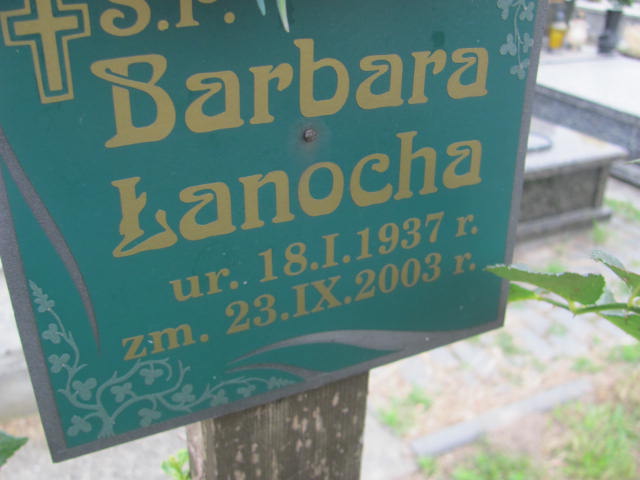 Ś.P.
Barbara
Łanocha
ur. 18.I.1937 r.
zm. 23.IX.2003 r.